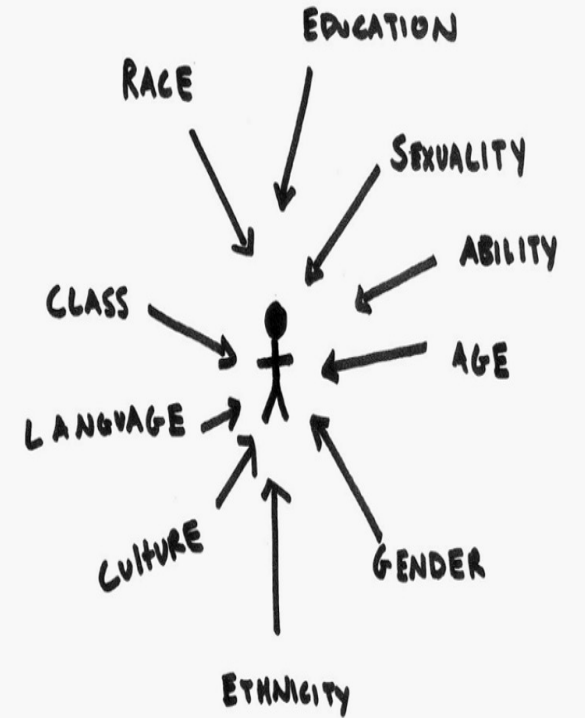 EDUCATION
RACE
SEXUALITY
ABILITY
CLASS
AGE
LANGUAGE
CULTURE
GENDER
ETHNICITY